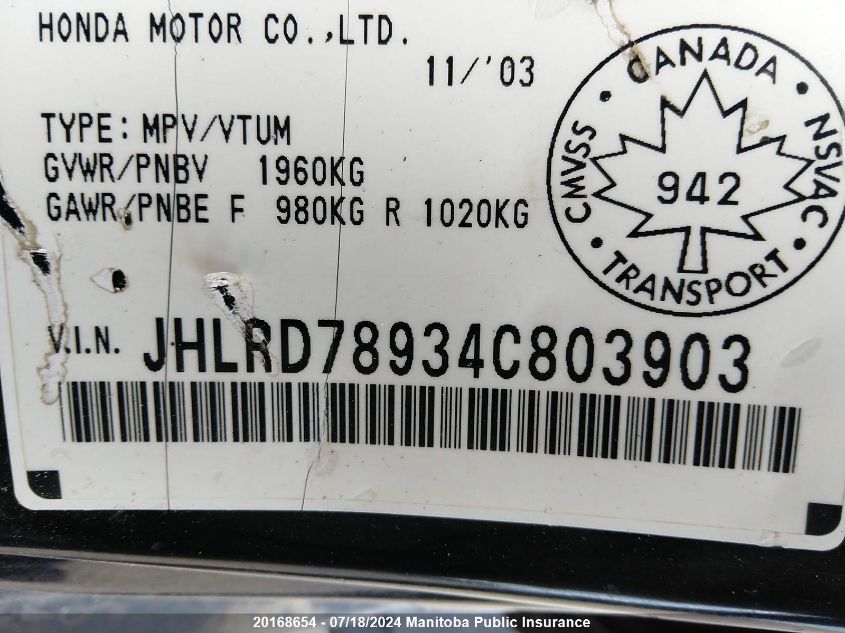 HONDA MOTOR CO.,LTD.
11/'03
TYPE: MPV/VTUM
GVWR/PNBV 1960KG
GAWR/PNBE F 980KG R 1020KG
CANADA
CMVSS • 942 • NSVAC
TRANSPORT
V.I.N. JHLRD78934C803903
20168654 - 07/18/2024 Manitoba Public Insurance